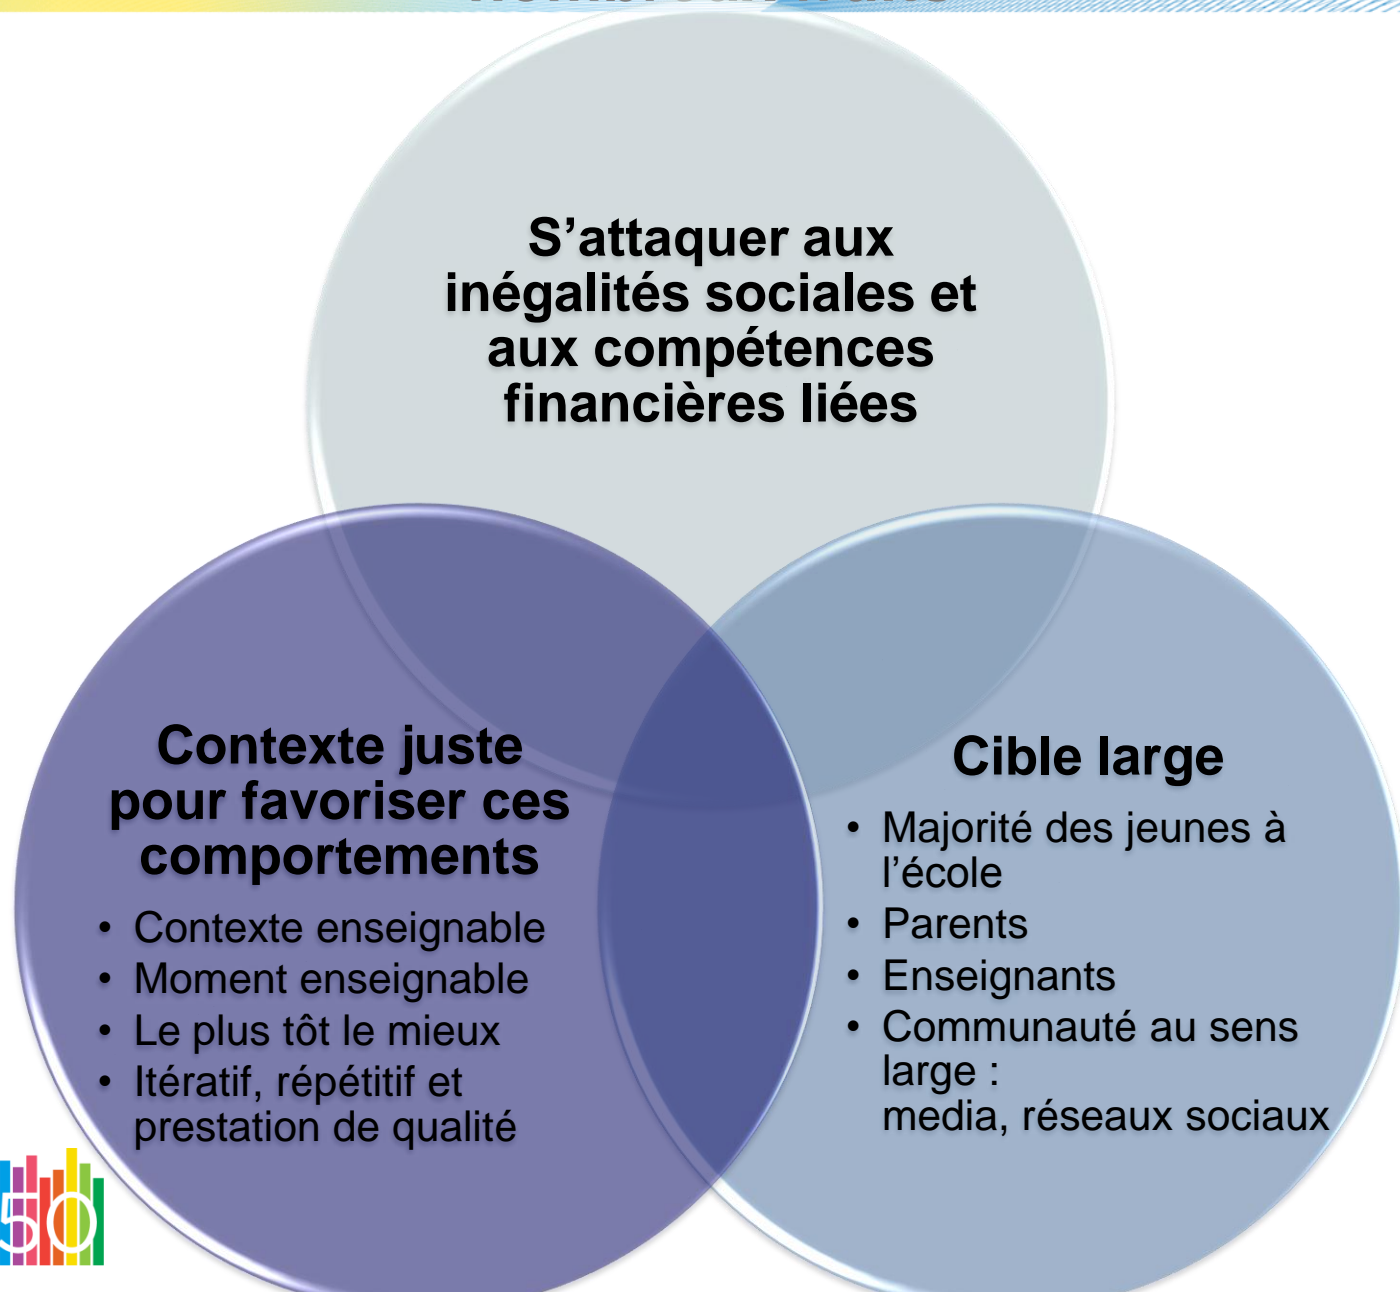 S’attaquer aux
inégalités sociales et
aux compétences
financières liées
Contexte juste
pour favoriser ces
comportements
• Contexte enseignable
• Moment enseignable
• Le plus tôt le mieux
• Itératif, répétitif et
prestation de qualité
Cible large
• Majorité des jeunes à
l’école
• Parents
• Enseignants
• Communauté au sens
large :
media, réseaux sociaux
50